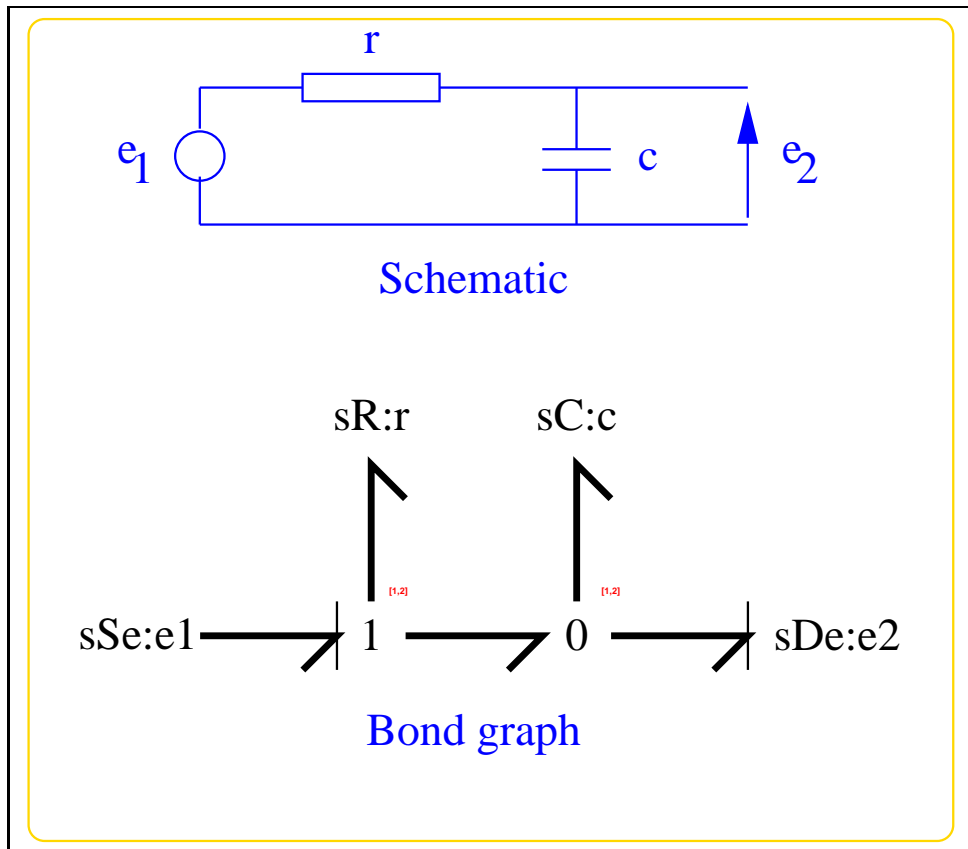 r
e1 c e2
Schematic
sR:r sC:c
[1,2] [1,2]
sSe:e1 1 0 sDe:e2
Bond graph